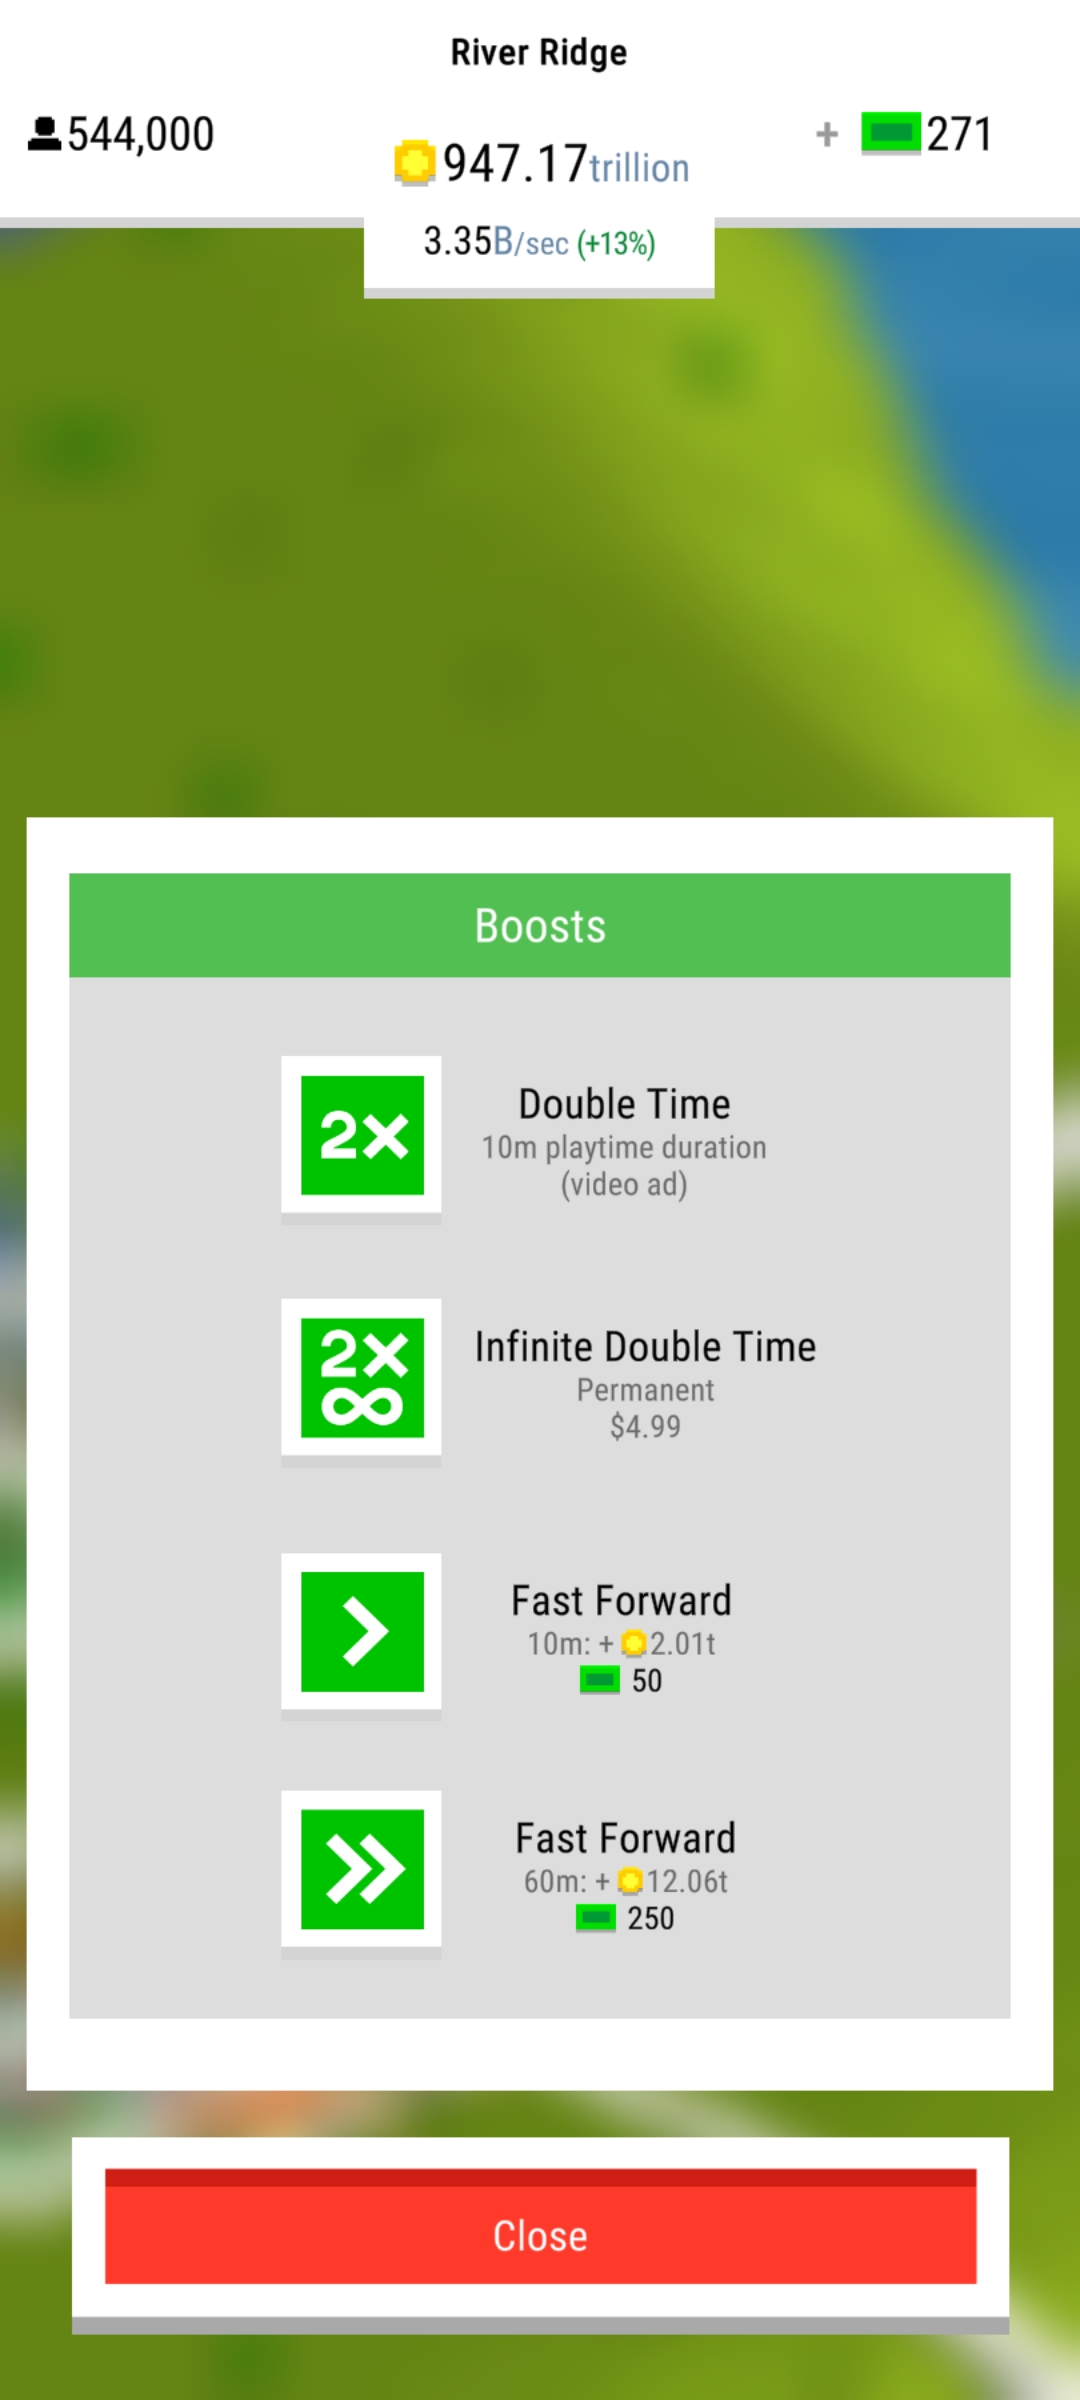 River Ridge
544,000
947.17trillion
+ 271
3.35B/sec (+13%)
Boosts
2×
Double Time
10m playtime duration
(video ad)
2×
∞
Infinite Double Time
Permanent
$4.99
Fast Forward
10m: + 2.01t
50
Fast Forward
60m: + 12.06t
250
Close